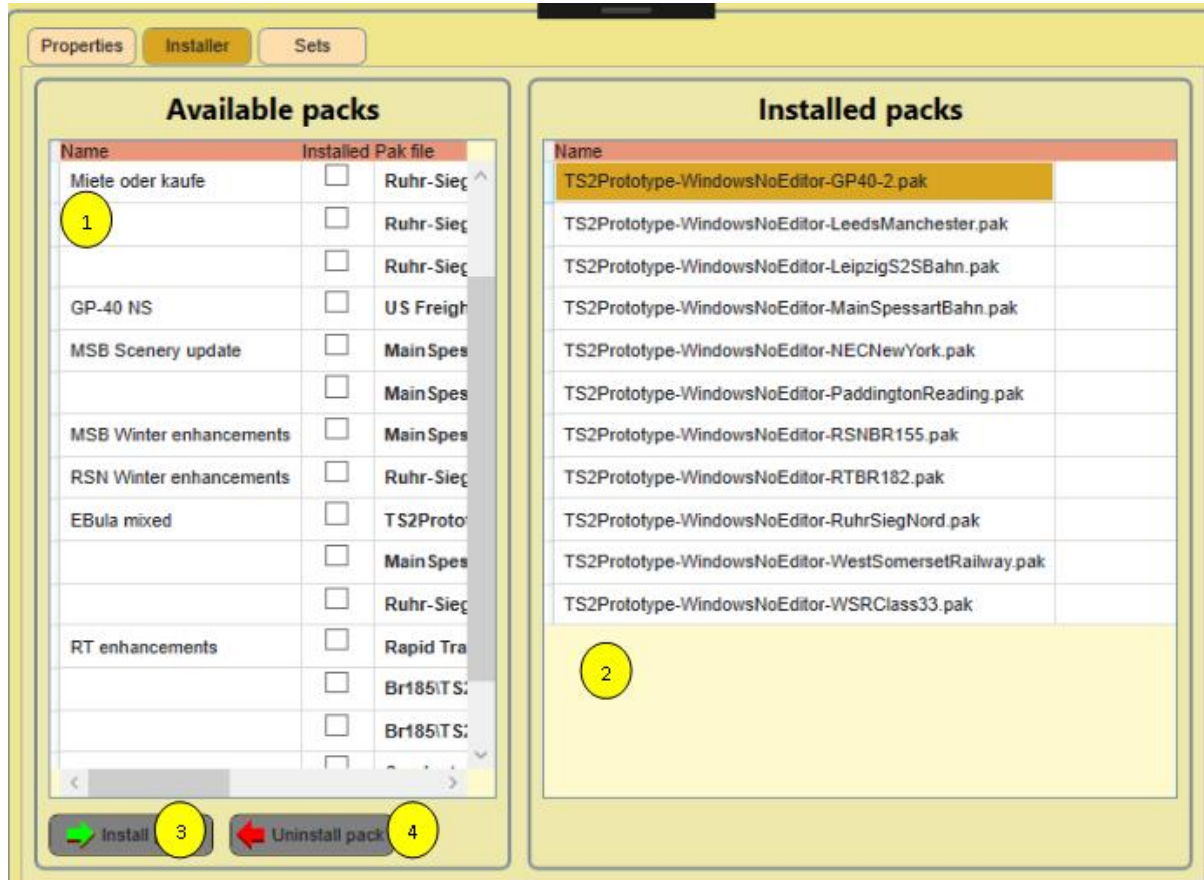 Properties Installer Sets
Available packs
Name Installed Pak file
Miete oder kaufe Ruhr-Sieg
1 Ruhr-Sieg
Ruhr-Sieg
GP-40 NS US Freigh
MSB Scenery update MainSpes
MainSpes
MSB Winter enhancements MainSpes
RSN Winter enhancements Ruhr-Sieg
EBula mixed TS2Proto
MainSpes
Ruhr-Sieg
RT enhancements Rapid Tra
Br185\TS2
Br185\TS2
Install 3 Uninstall pack 4
Installed packs
Name
TS2Prototype-WindowsNoEditor-GP40-2.pak
TS2Prototype-WindowsNoEditor-LeedsManchester.pak
TS2Prototype-WindowsNoEditor-LeipzigS2SBahn.pak
TS2Prototype-WindowsNoEditor-MainSpessartBahn.pak
TS2Prototype-WindowsNoEditor-NECNewYork.pak
TS2Prototype-WindowsNoEditor-PaddingtonReading.pak
TS2Prototype-WindowsNoEditor-RSNBR155.pak
TS2Prototype-WindowsNoEditor-RTBR182.pak
TS2Prototype-WindowsNoEditor-RuhrSiegNord.pak
TS2Prototype-WindowsNoEditor-WestSomersetRailway.pak
TS2Prototype-WindowsNoEditor-WSRClass33.pak
2